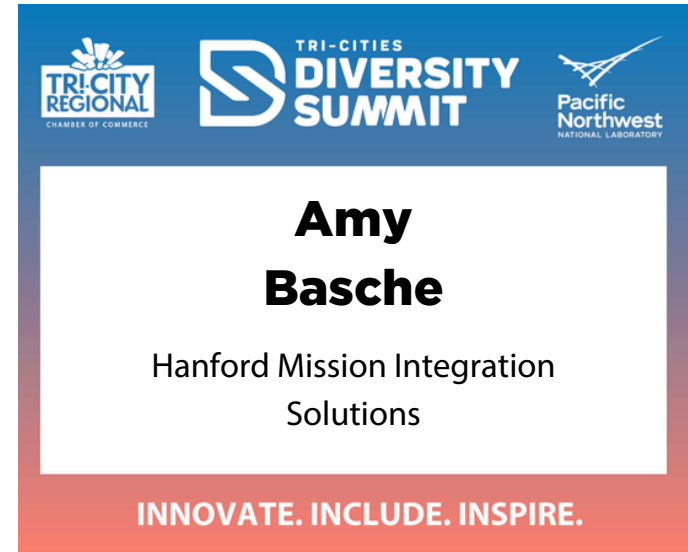 TRI-CITY
REGIONAL
CHAMBER OF COMMERCE
TRI-CITIES
DIVERSITY
SUMMIT
Pacific
Northwest
NATIONAL LABORATORY
Amy
Basche
Hanford Mission Integration
Solutions
INNOVATE. INCLUDE. INSPIRE.